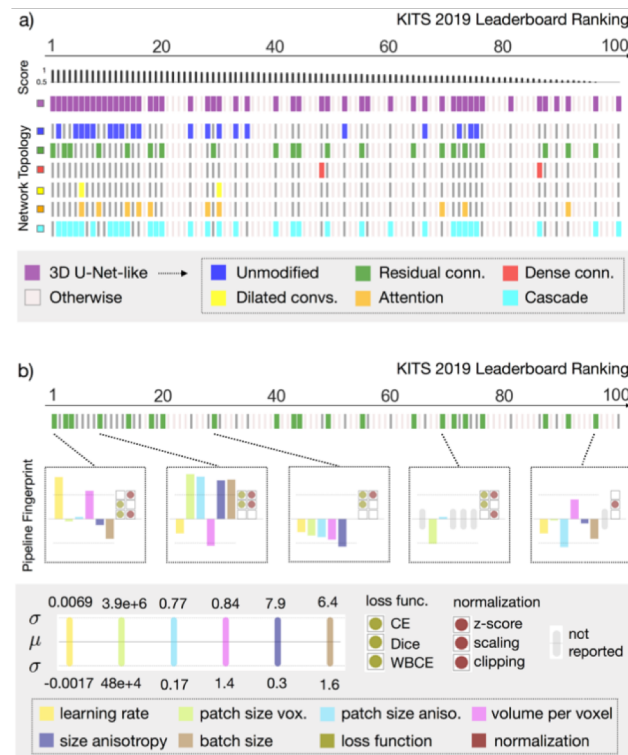 a)
KITS 2019 Leaderboard Ranking
1 20 40 60 80 100
Score
1
0.5
Network Topology
3D U-Net-like
Otherwise
Unmodified
Residual conn.
Dense conn.
Dilated convs.
Attention
Cascade
b)
KITS 2019 Leaderboard Ranking
1 20 40 60 80 100
Pipeline Fingerprint
0.0069 3.9e+6 0.77 0.84 7.9 6.4
σ
μ
σ
-0.0017 48e+4 0.17 1.4 0.3 1.6
loss func.
CE
Dice
WBCE
normalization
z-score
scaling
clipping
not
reported
learning rate
patch size vox.
patch size aniso.
volume per voxel
size anisotropy
batch size
loss function
normalization